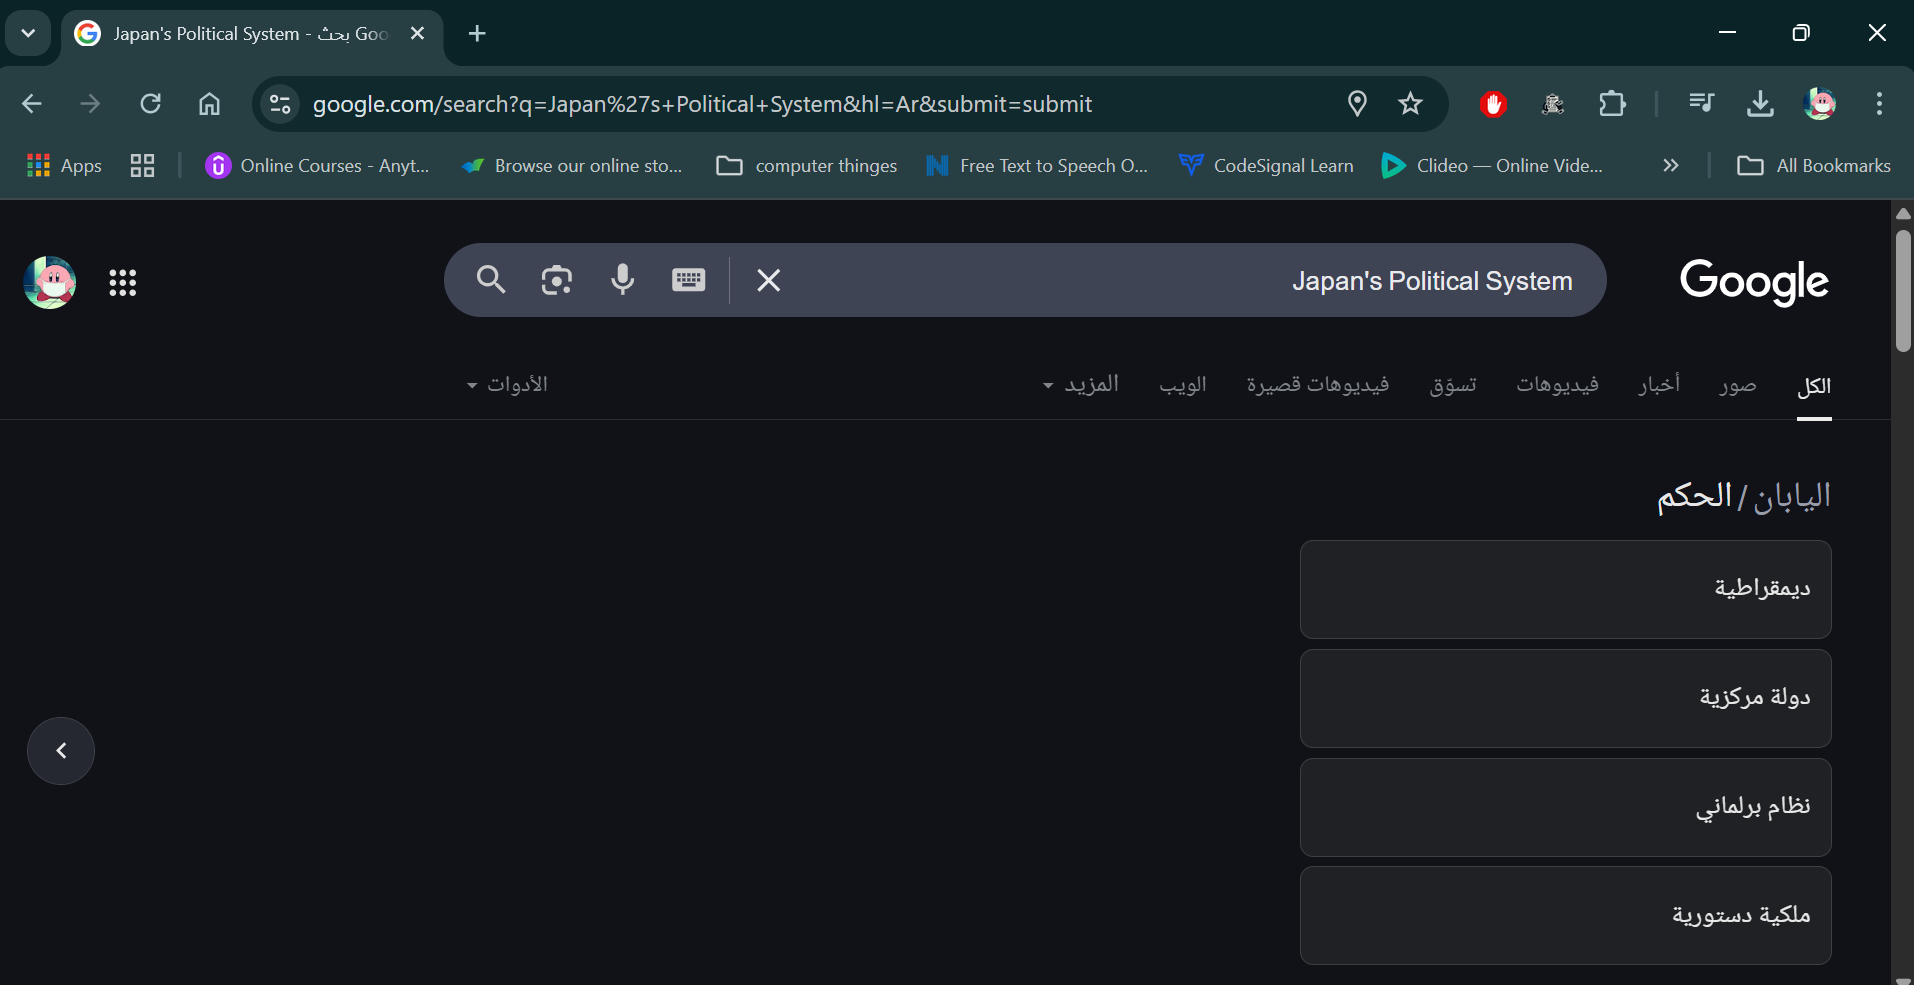 Japan's Political System - بحث Goo
google.com/search?q=Japan%27s+Political+System&hl=Ar&submit=submit
Apps
Online Courses - Anyt...
Browse our online sto...
computer thinges
Free Text to Speech O...
CodeSignal Learn
Clideo — Online Vide...
All Bookmarks
Japan's Political System
Google
الكل
صور
أخبار
فيديوهات
تسوّق
فيديوهات قصيرة
الويب
المزيد
الأدوات
اليابان / الحكم
ديمقراطية
دولة مركزية
نظام برلماني
ملكية دستورية